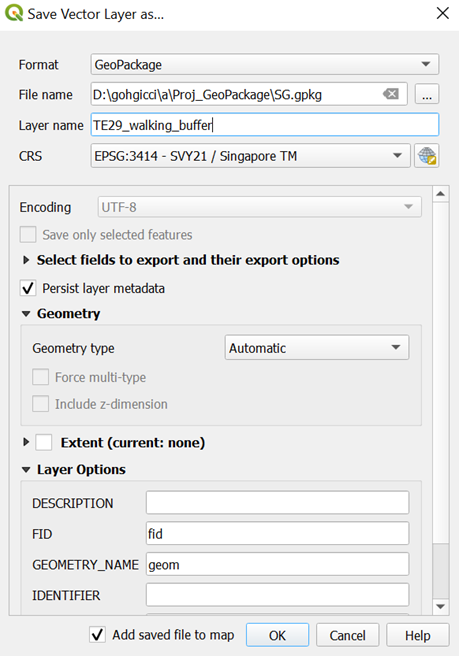 Save Vector Layer as...
Format GeoPackage
File name D:\gohgicci\a\Proj_GeoPackage\SG.gpkg ...
Layer name TE29_walking_buffer
CRS EPSG:3414 - SVY21 / Singapore TM
Encoding UTF-8
Save only selected features
Select fields to export and their export options
Persist layer metadata
Geometry
Geometry type Automatic
Force multi-type
Include z-dimension
Extent (current: none)
Layer Options
DESCRIPTION
FID fid
GEOMETRY_NAME geom
IDENTIFIER
Add saved file to map OK Cancel Help